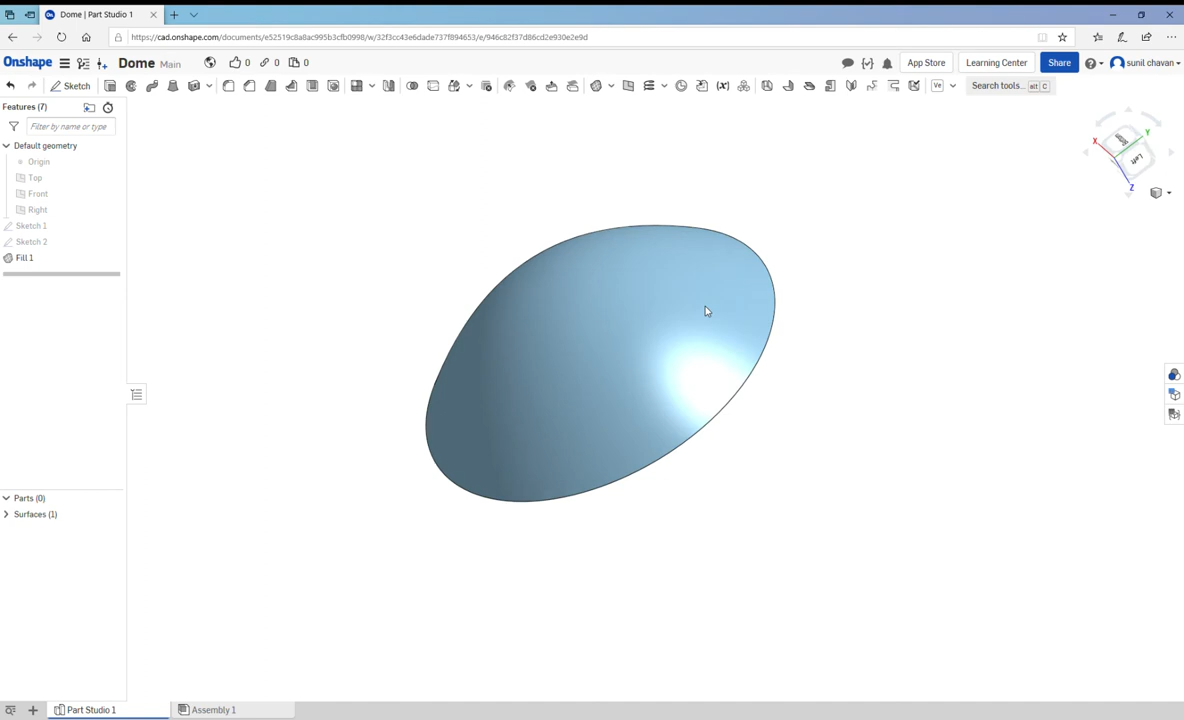 Dome | Part Studio 1
https://cad.onshape.com/documents/e52519c8a8ac995b3cfb0998/w/32f3cc43e6dade737f894653/e/946c82f37d86cd2e930e2e9d
Onshape Dome Main 0 0 0 App Store Learning Center Share sunil chavan
Sketch (x) Ve Search tools... alt C
Features (7)
Filter by name or type
Default geometry
Origin
Top
Front
Right
Sketch 1
Sketch 2
Fill 1
X Y Z Left
Parts (0)
Surfaces (1)
Part Studio 1 Assembly 1